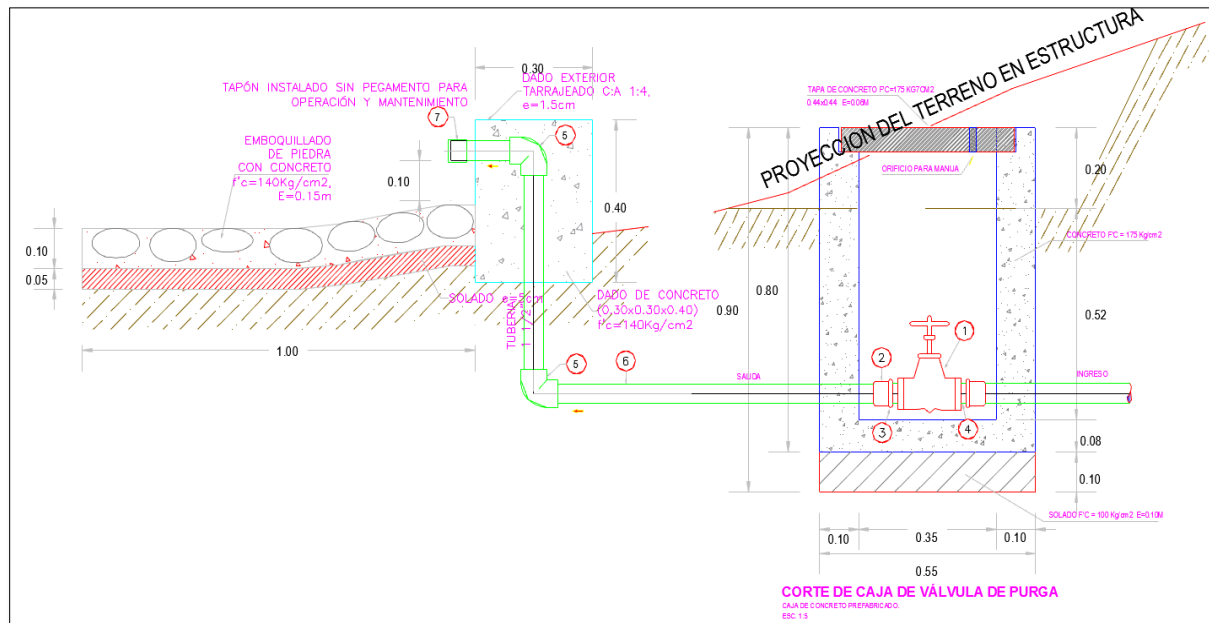 0.30
DADO EXTERIOR
TARRAJEADO C:A 1:4,
e=1.5cm
TAPÓN INSTALADO SIN PEGAMENTO PARA
OPERACIÓN Y MANTENIMIENTO
7
5
EMBOQUILLADO
DE PIEDRA
CON CONCRETO
f'c=140Kg/cm2,
E=0.15m
0.10
0.40
0.10
0.05
SOLADO e=5cm
DADO DE CONCRETO
(0.30x0.30x0.40)
f'c=140Kg/cm2
TUBERIA
1 1/2"
1.00
5
6
PROYECCION DEL TERRENO EN ESTRUCTURA
TAPA DE CONCRETO F'C=175 KG7CM2
0.44x0.44 E=0.06M
ORIFICIO PARA MANIJA
0.20
CONCRETO F'C = 175 Kg/cm2
0.80
0.90
0.52
1
2
SALIDA
INGRESO
3
4
0.08
0.10
SOLADO F'C = 100 Kg/cm2 E=0.10M
0.10
0.35
0.10
0.55
CORTE DE CAJA DE VÁLVULA DE PURGA
CAJA DE CONCRETO PREFABRICADO.
ESC. 1:5